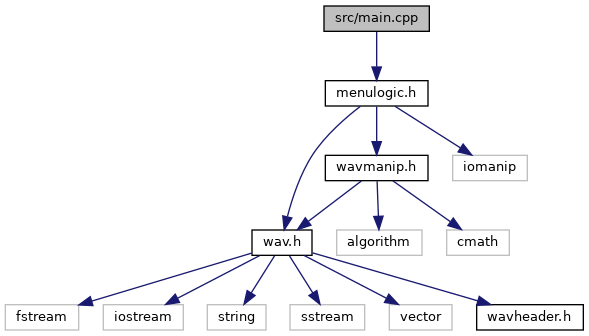 src/main.cpp
menulogic.h
wavmanip.h
iomanip
wav.h
algorithm
cmath
fstream
iostream
string
sstream
vector
wavheader.h